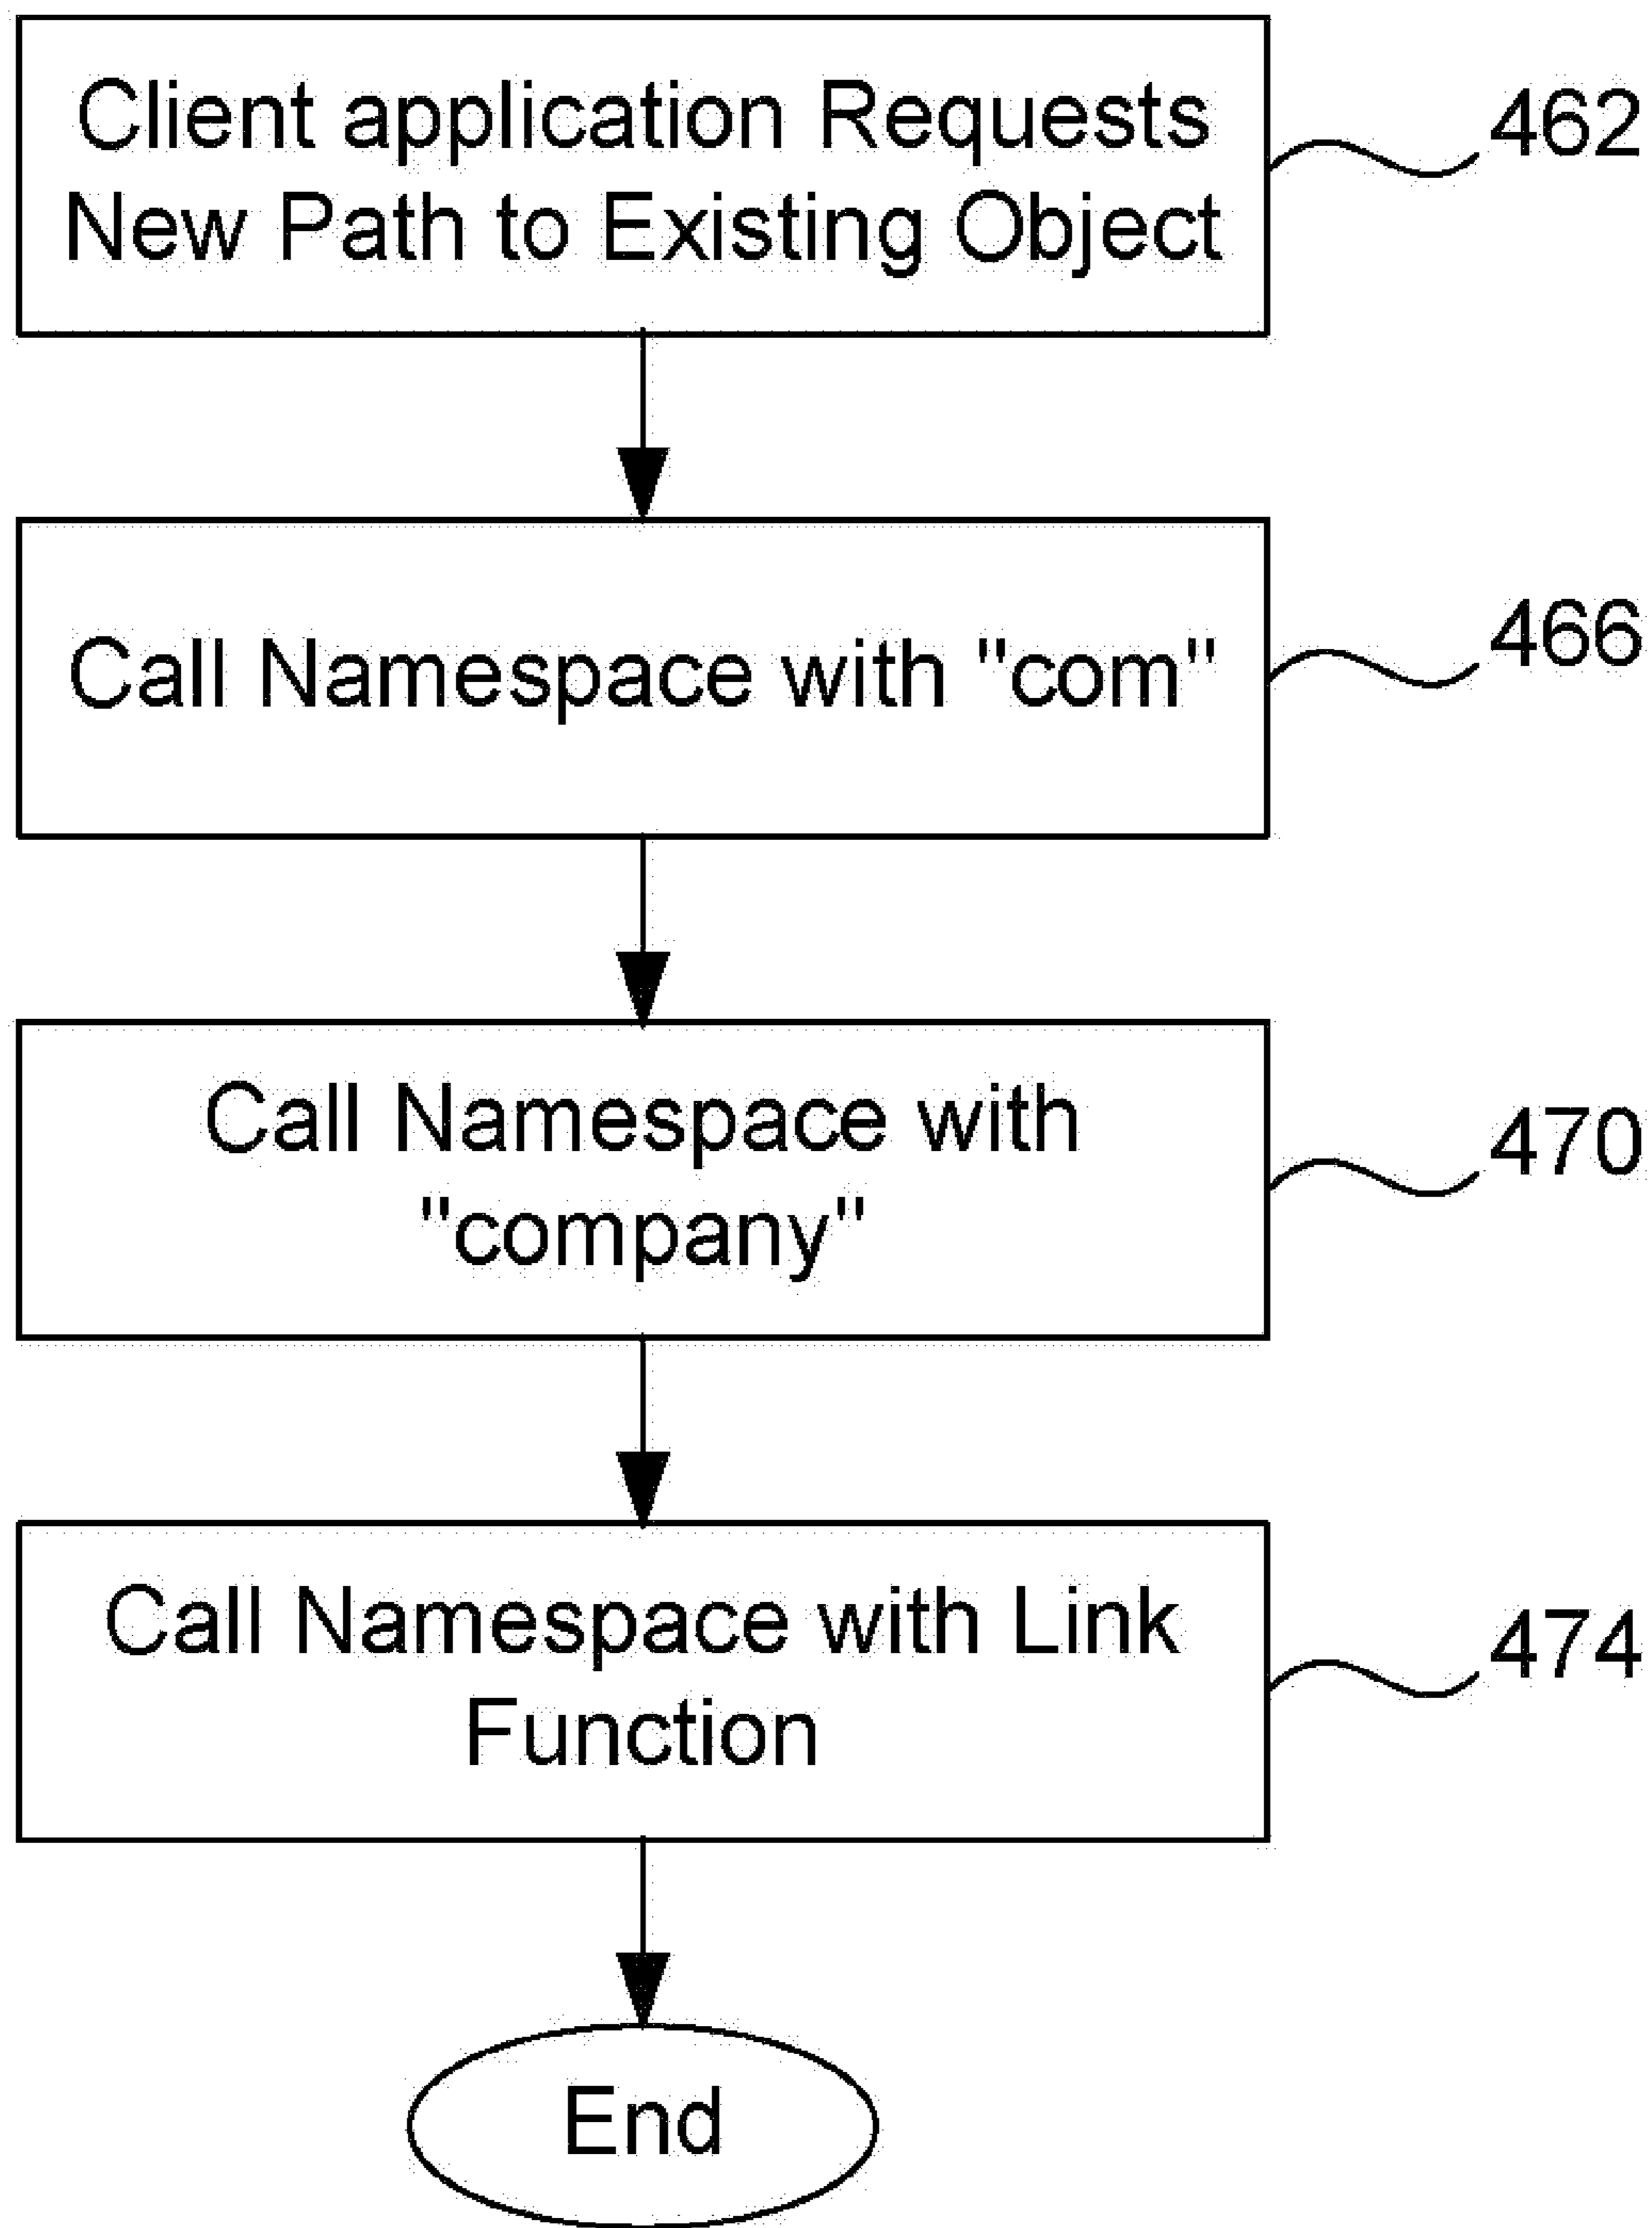 Client application Requests
New Path to Existing Object
462
Call Namespace with "com"
466
Call Namespace with
"company"
470
Call Namespace with Link
Function
474
End